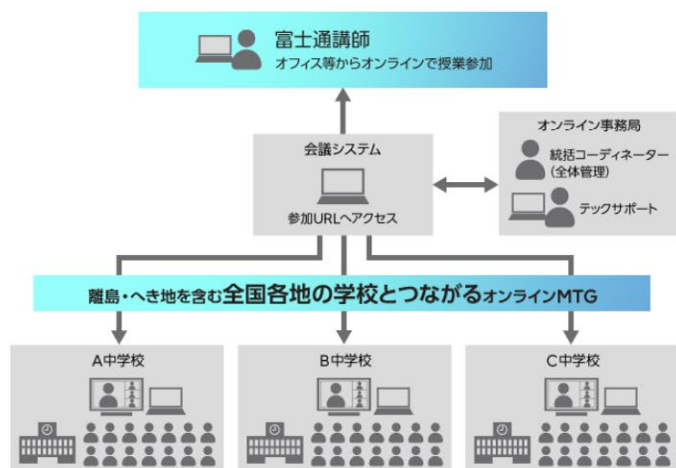 富士通講師
オフィス等からオンラインで授業参加
会議システム
参加URLへアクセス
オンライン事務局
統括コーディネーター
(全体管理)
テックサポート
離島・へき地を含む全国各地の学校とつながるオンラインMTG
A中学校
B中学校
C中学校